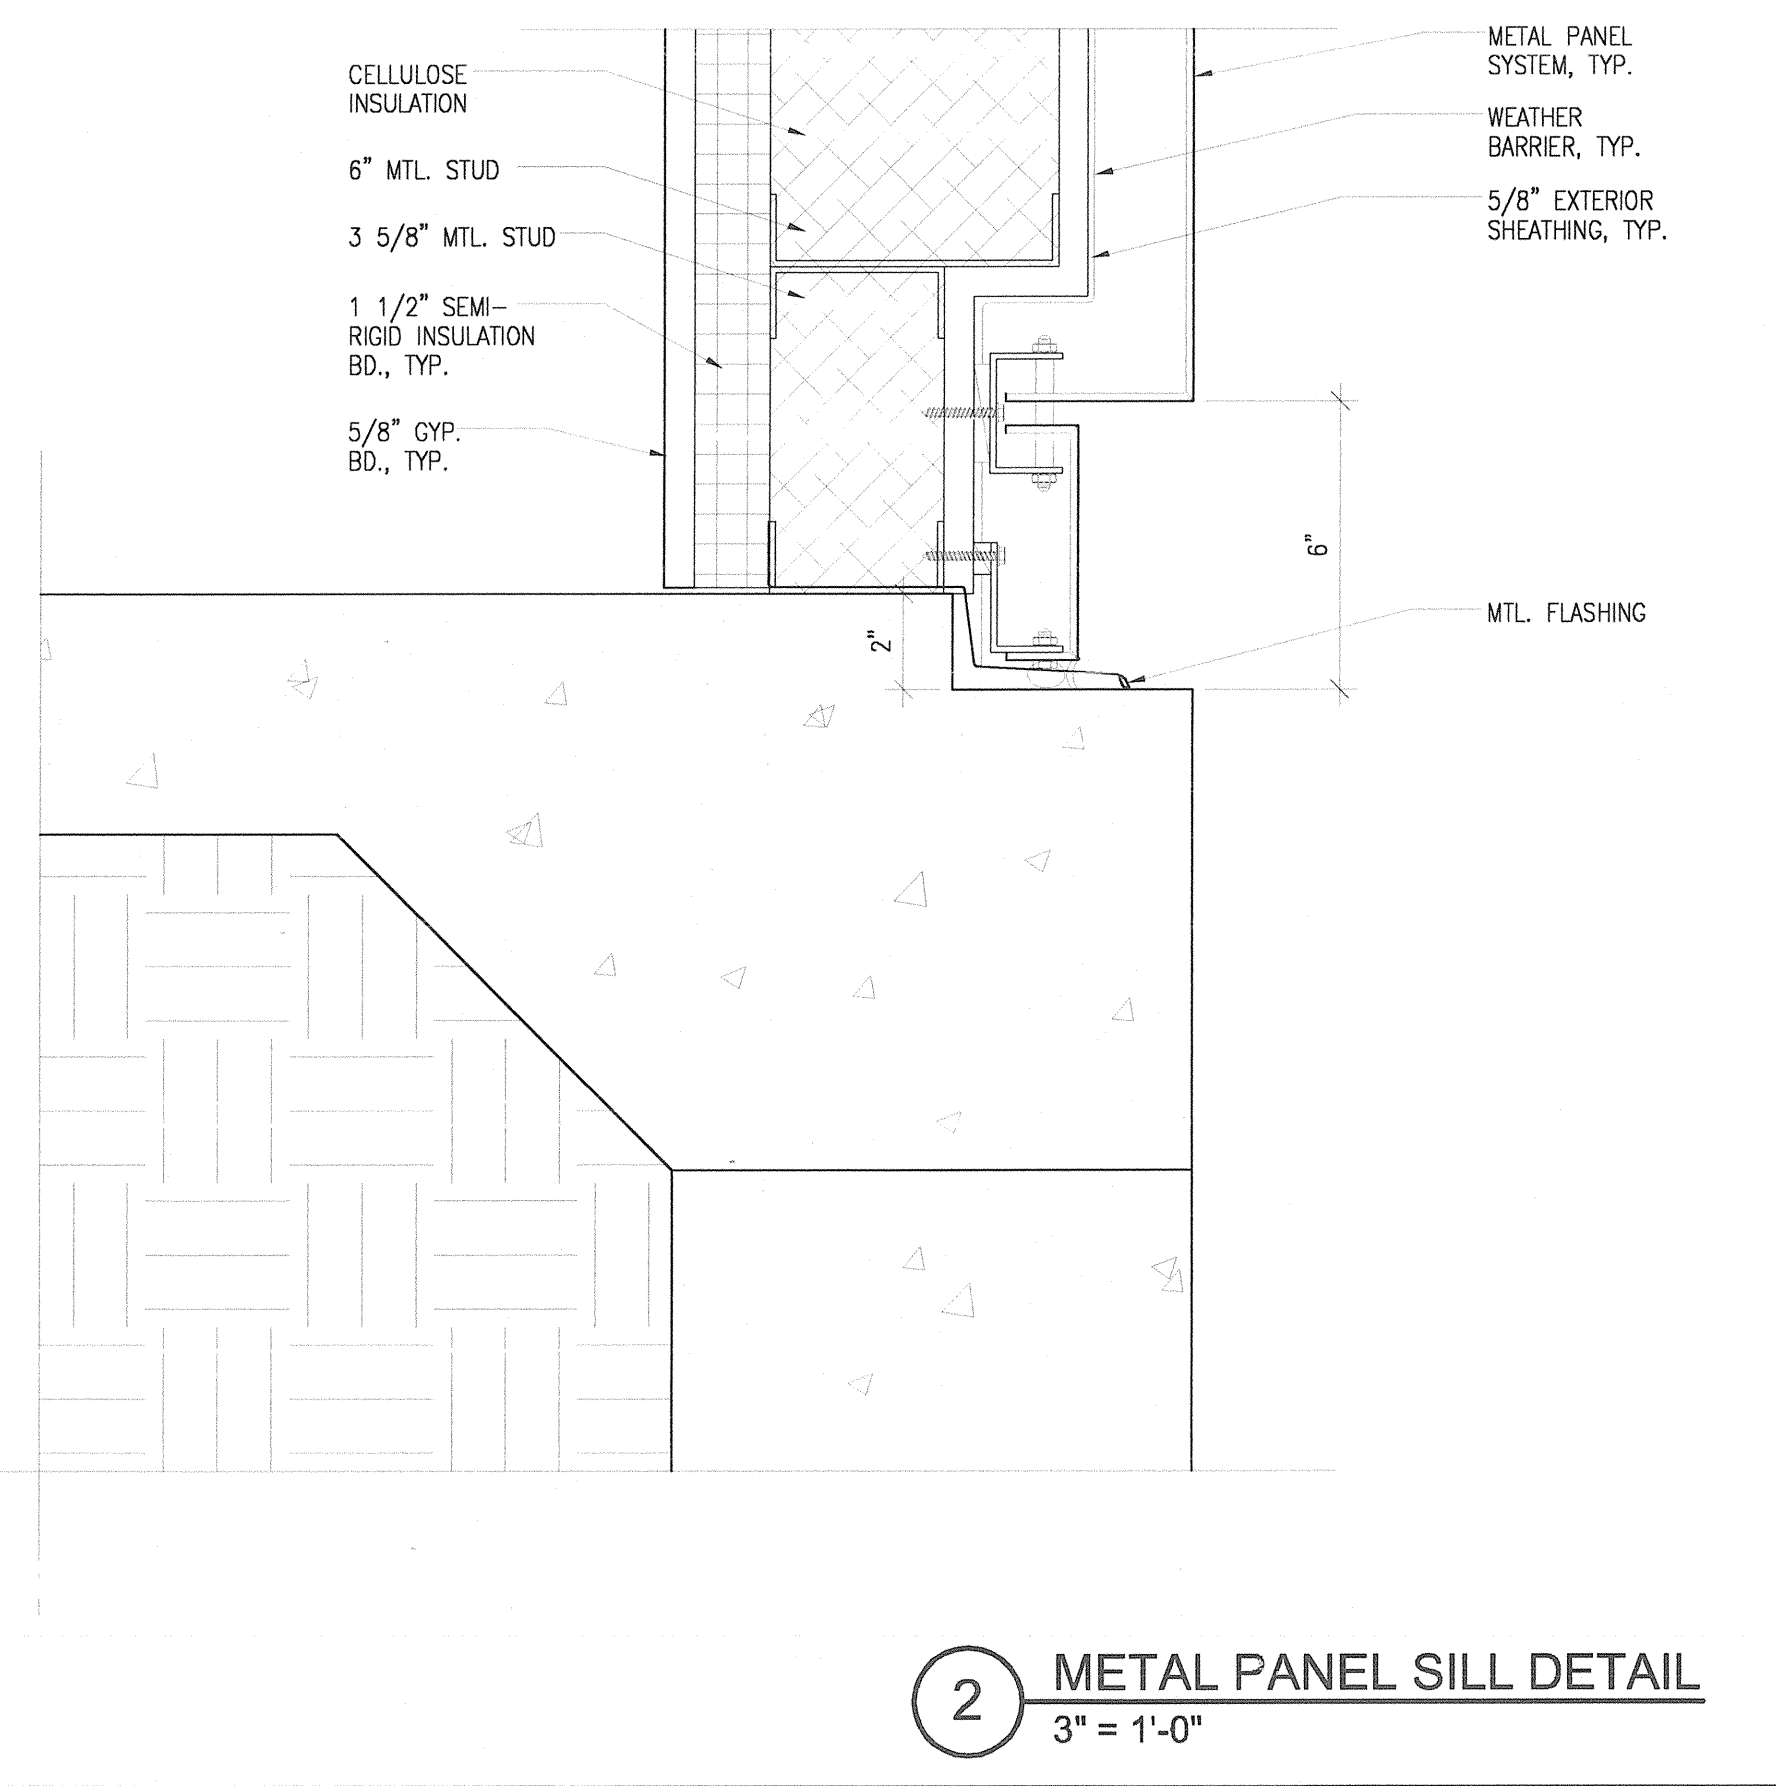 CELLULOSE
INSULATION
6" MTL. STUD
3 5/8" MTL. STUD
1 1/2" SEMI-
RIGID INSULATION
BD., TYP.
5/8" GYP.
BD., TYP.
METAL PANEL
SYSTEM, TYP.
WEATHER
BARRIER, TYP.
5/8" EXTERIOR
SHEATHING, TYP.
6"
2"
MTL. FLASHING
2
METAL PANEL SILL DETAIL
3" = 1'-0"